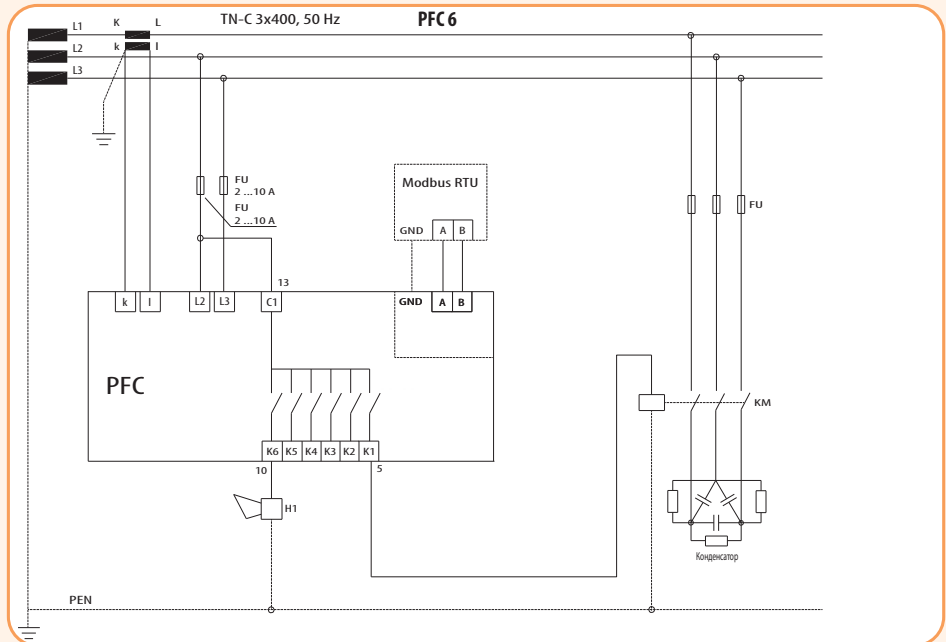 TN-C 3x400, 50 Hz
PFC 6
L1
K
L
L2
k
l
L3
FU
2 ...10 A
FU
2 ...10 A
Modbus RTU
GND
A
B
FU
13
k
l
L2
L3
C1
GND
A
B
PFC
KM
K6
K5
K4
K3
K2
K1
10
5
H1
Конденсатор
PEN